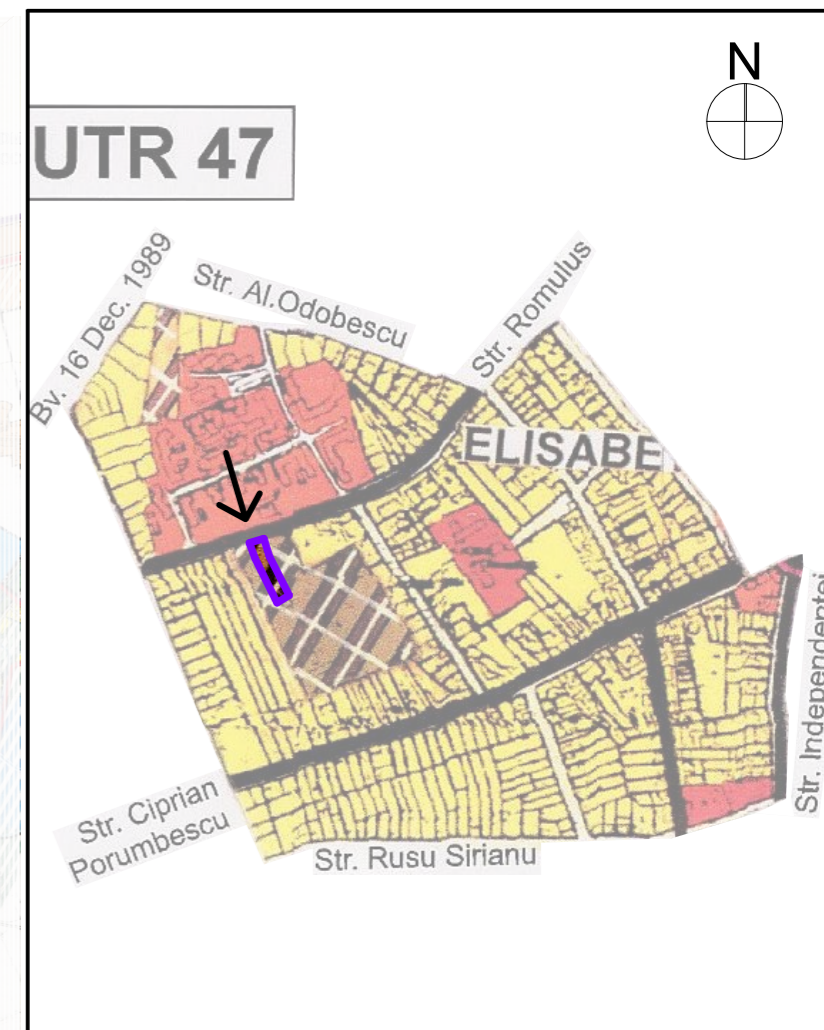 N
UTR 47
Bv. 16 Dec. 1989
Str. Al.Odobescu
Str. Romulus
ELISABE
Str. Independentei
Str. Ciprian
Porumbescu
Str. Rusu Sirianu